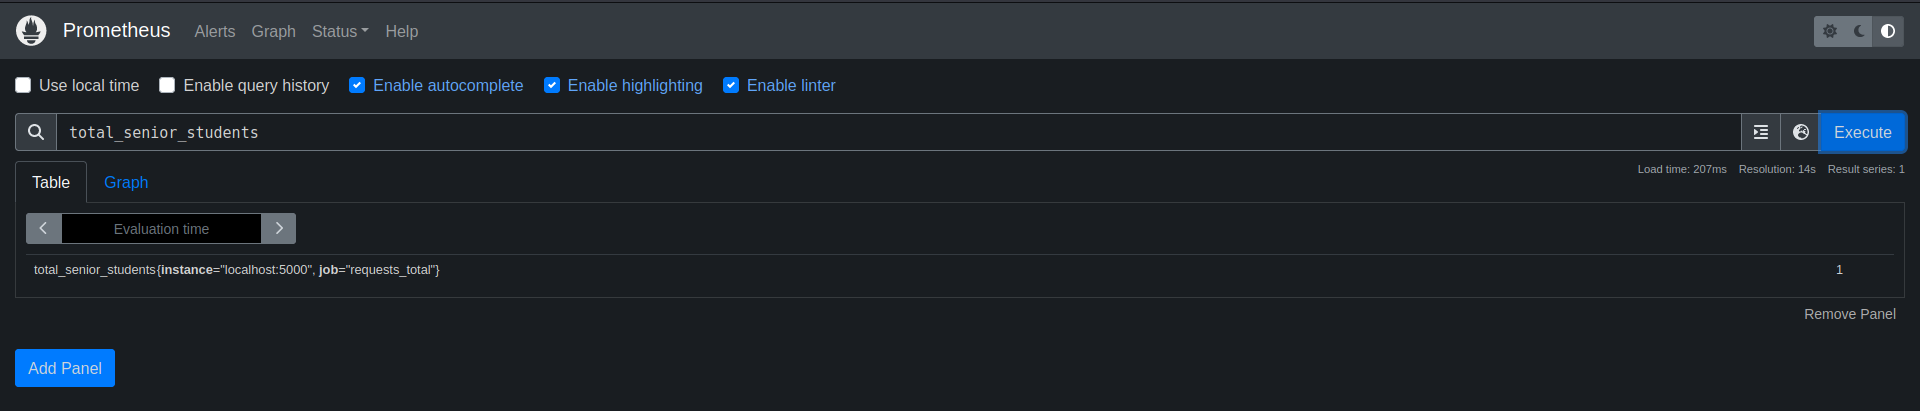 Prometheus Alerts Graph Status Help
Use local time Enable query history Enable autocomplete Enable highlighting Enable linter
total_senior_students Execute
Table Graph Load time: 207ms Resolution: 14s Result series: 1
Evaluation time
total_senior_students{instance="localhost:5000", job="requests_total"} 1
Remove Panel
Add Panel